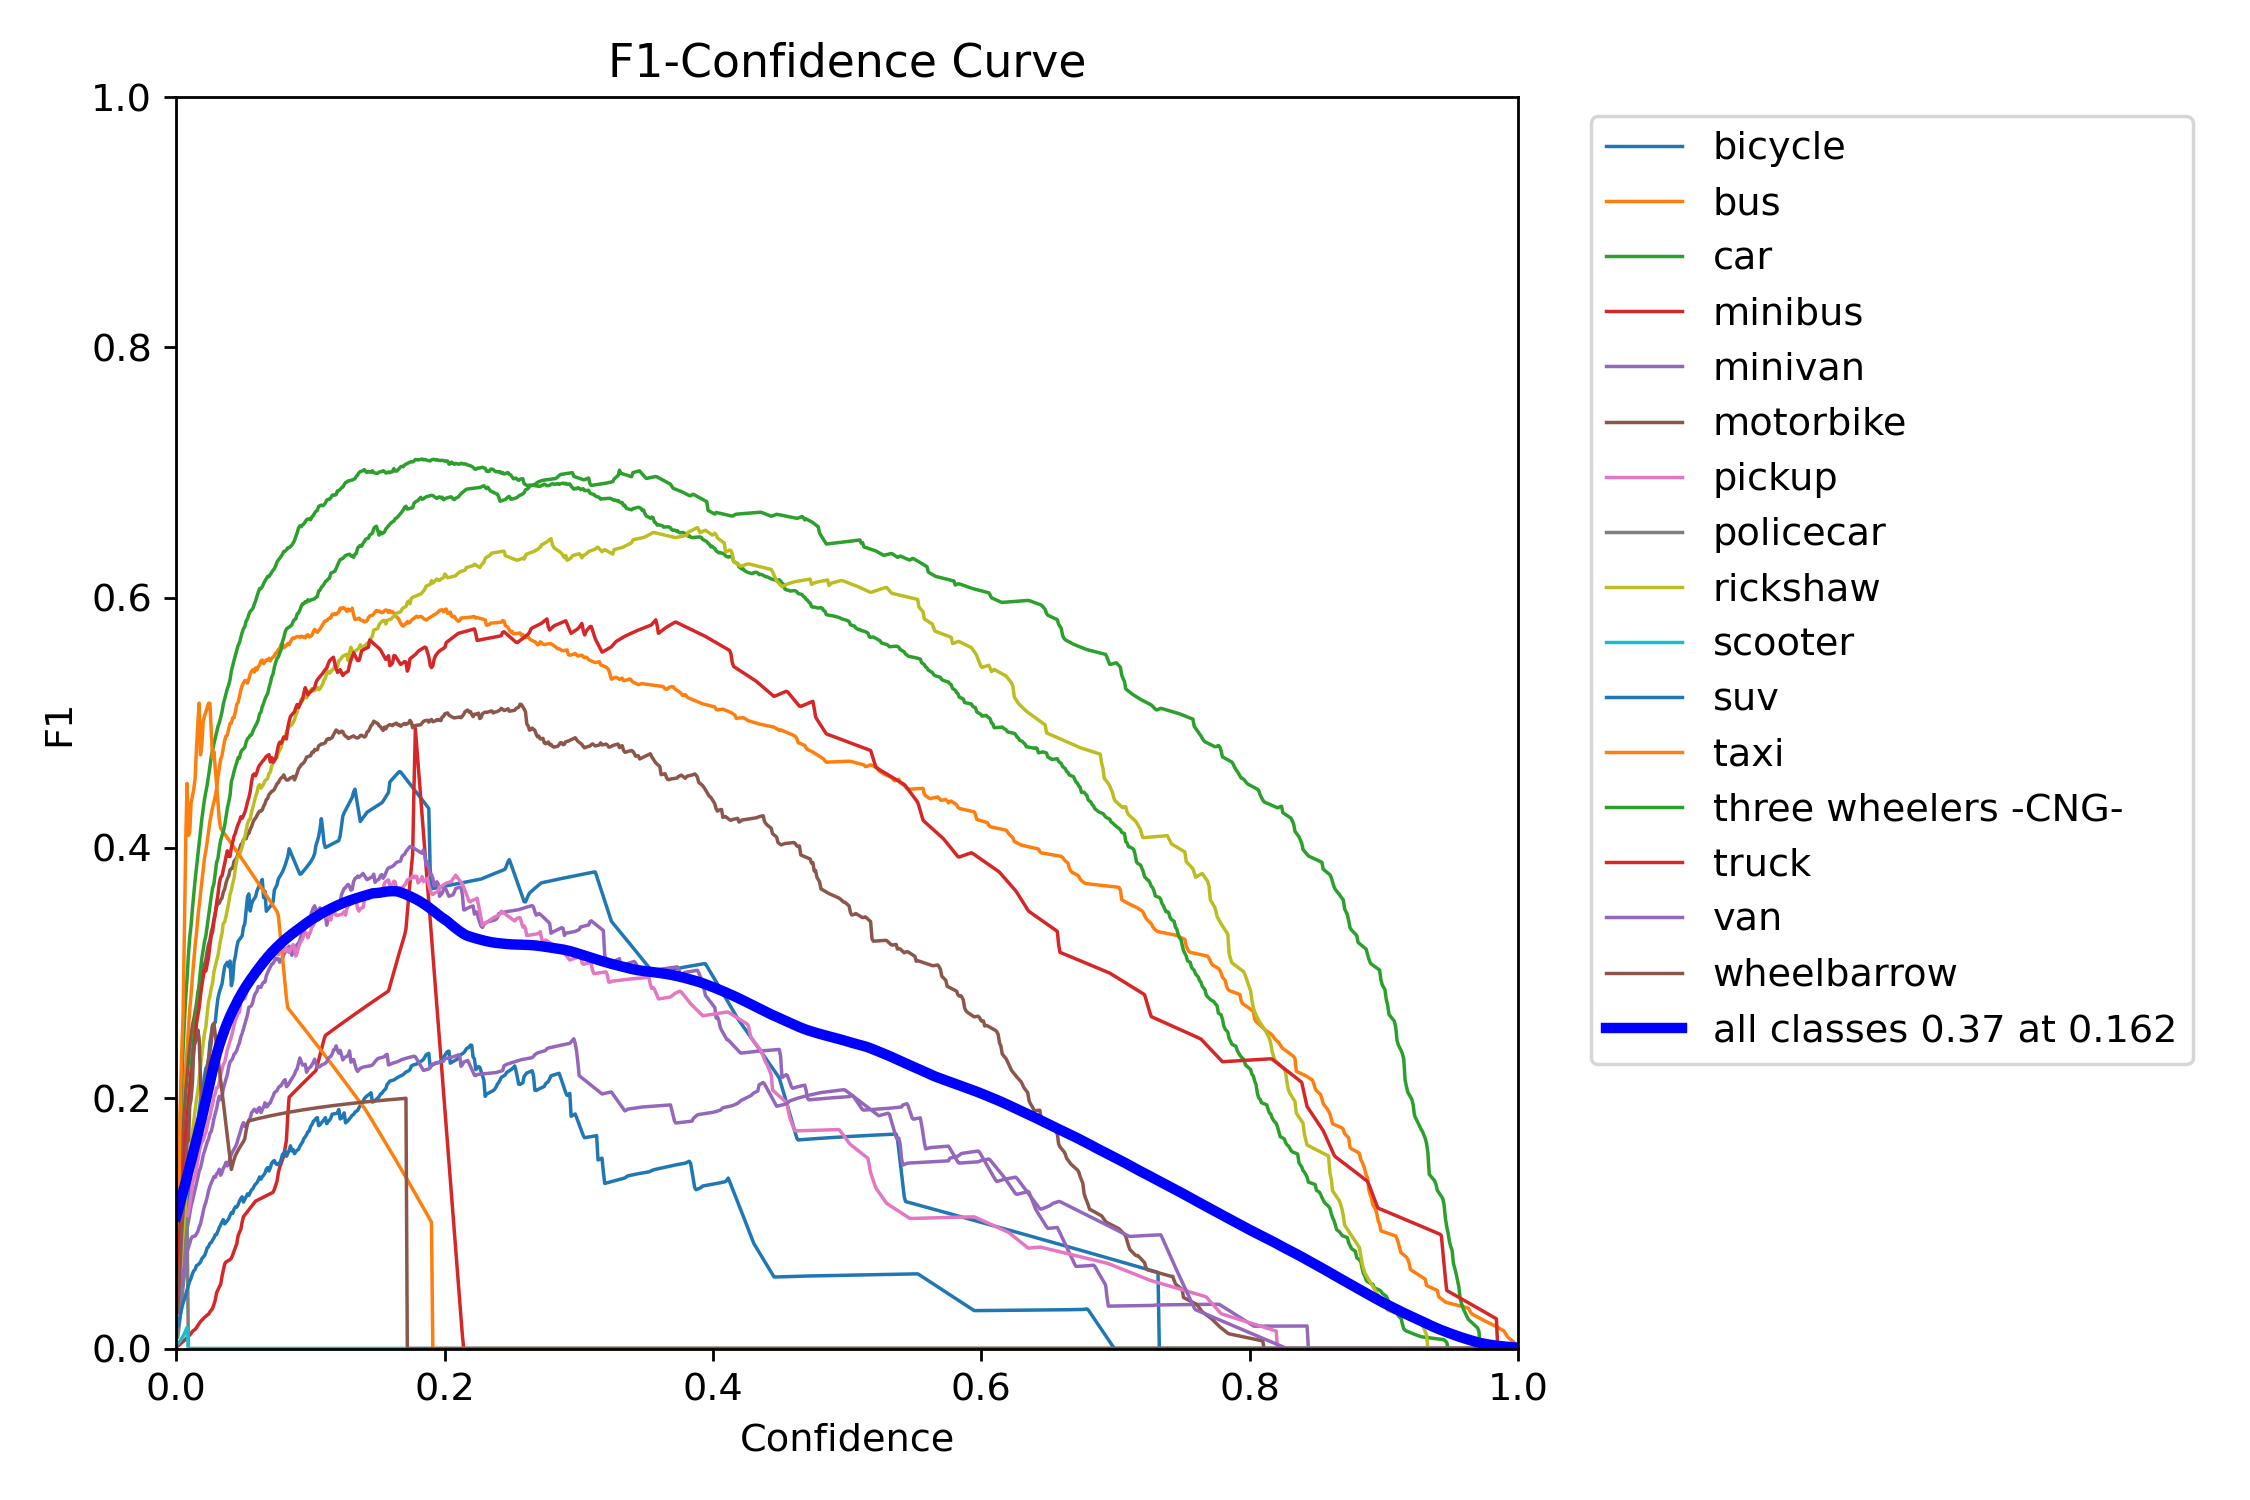 F1-Confidence Curve
1.0
0.8
0.6
0.4
0.2
0.0
F1
0.0 0.2 0.4 0.6 0.8 1.0
Confidence
bicycle
bus
car
minibus
minivan
motorbike
pickup
policecar
rickshaw
scooter
suv
taxi
three wheelers -CNG-
truck
van
wheelbarrow
all classes 0.37 at 0.162